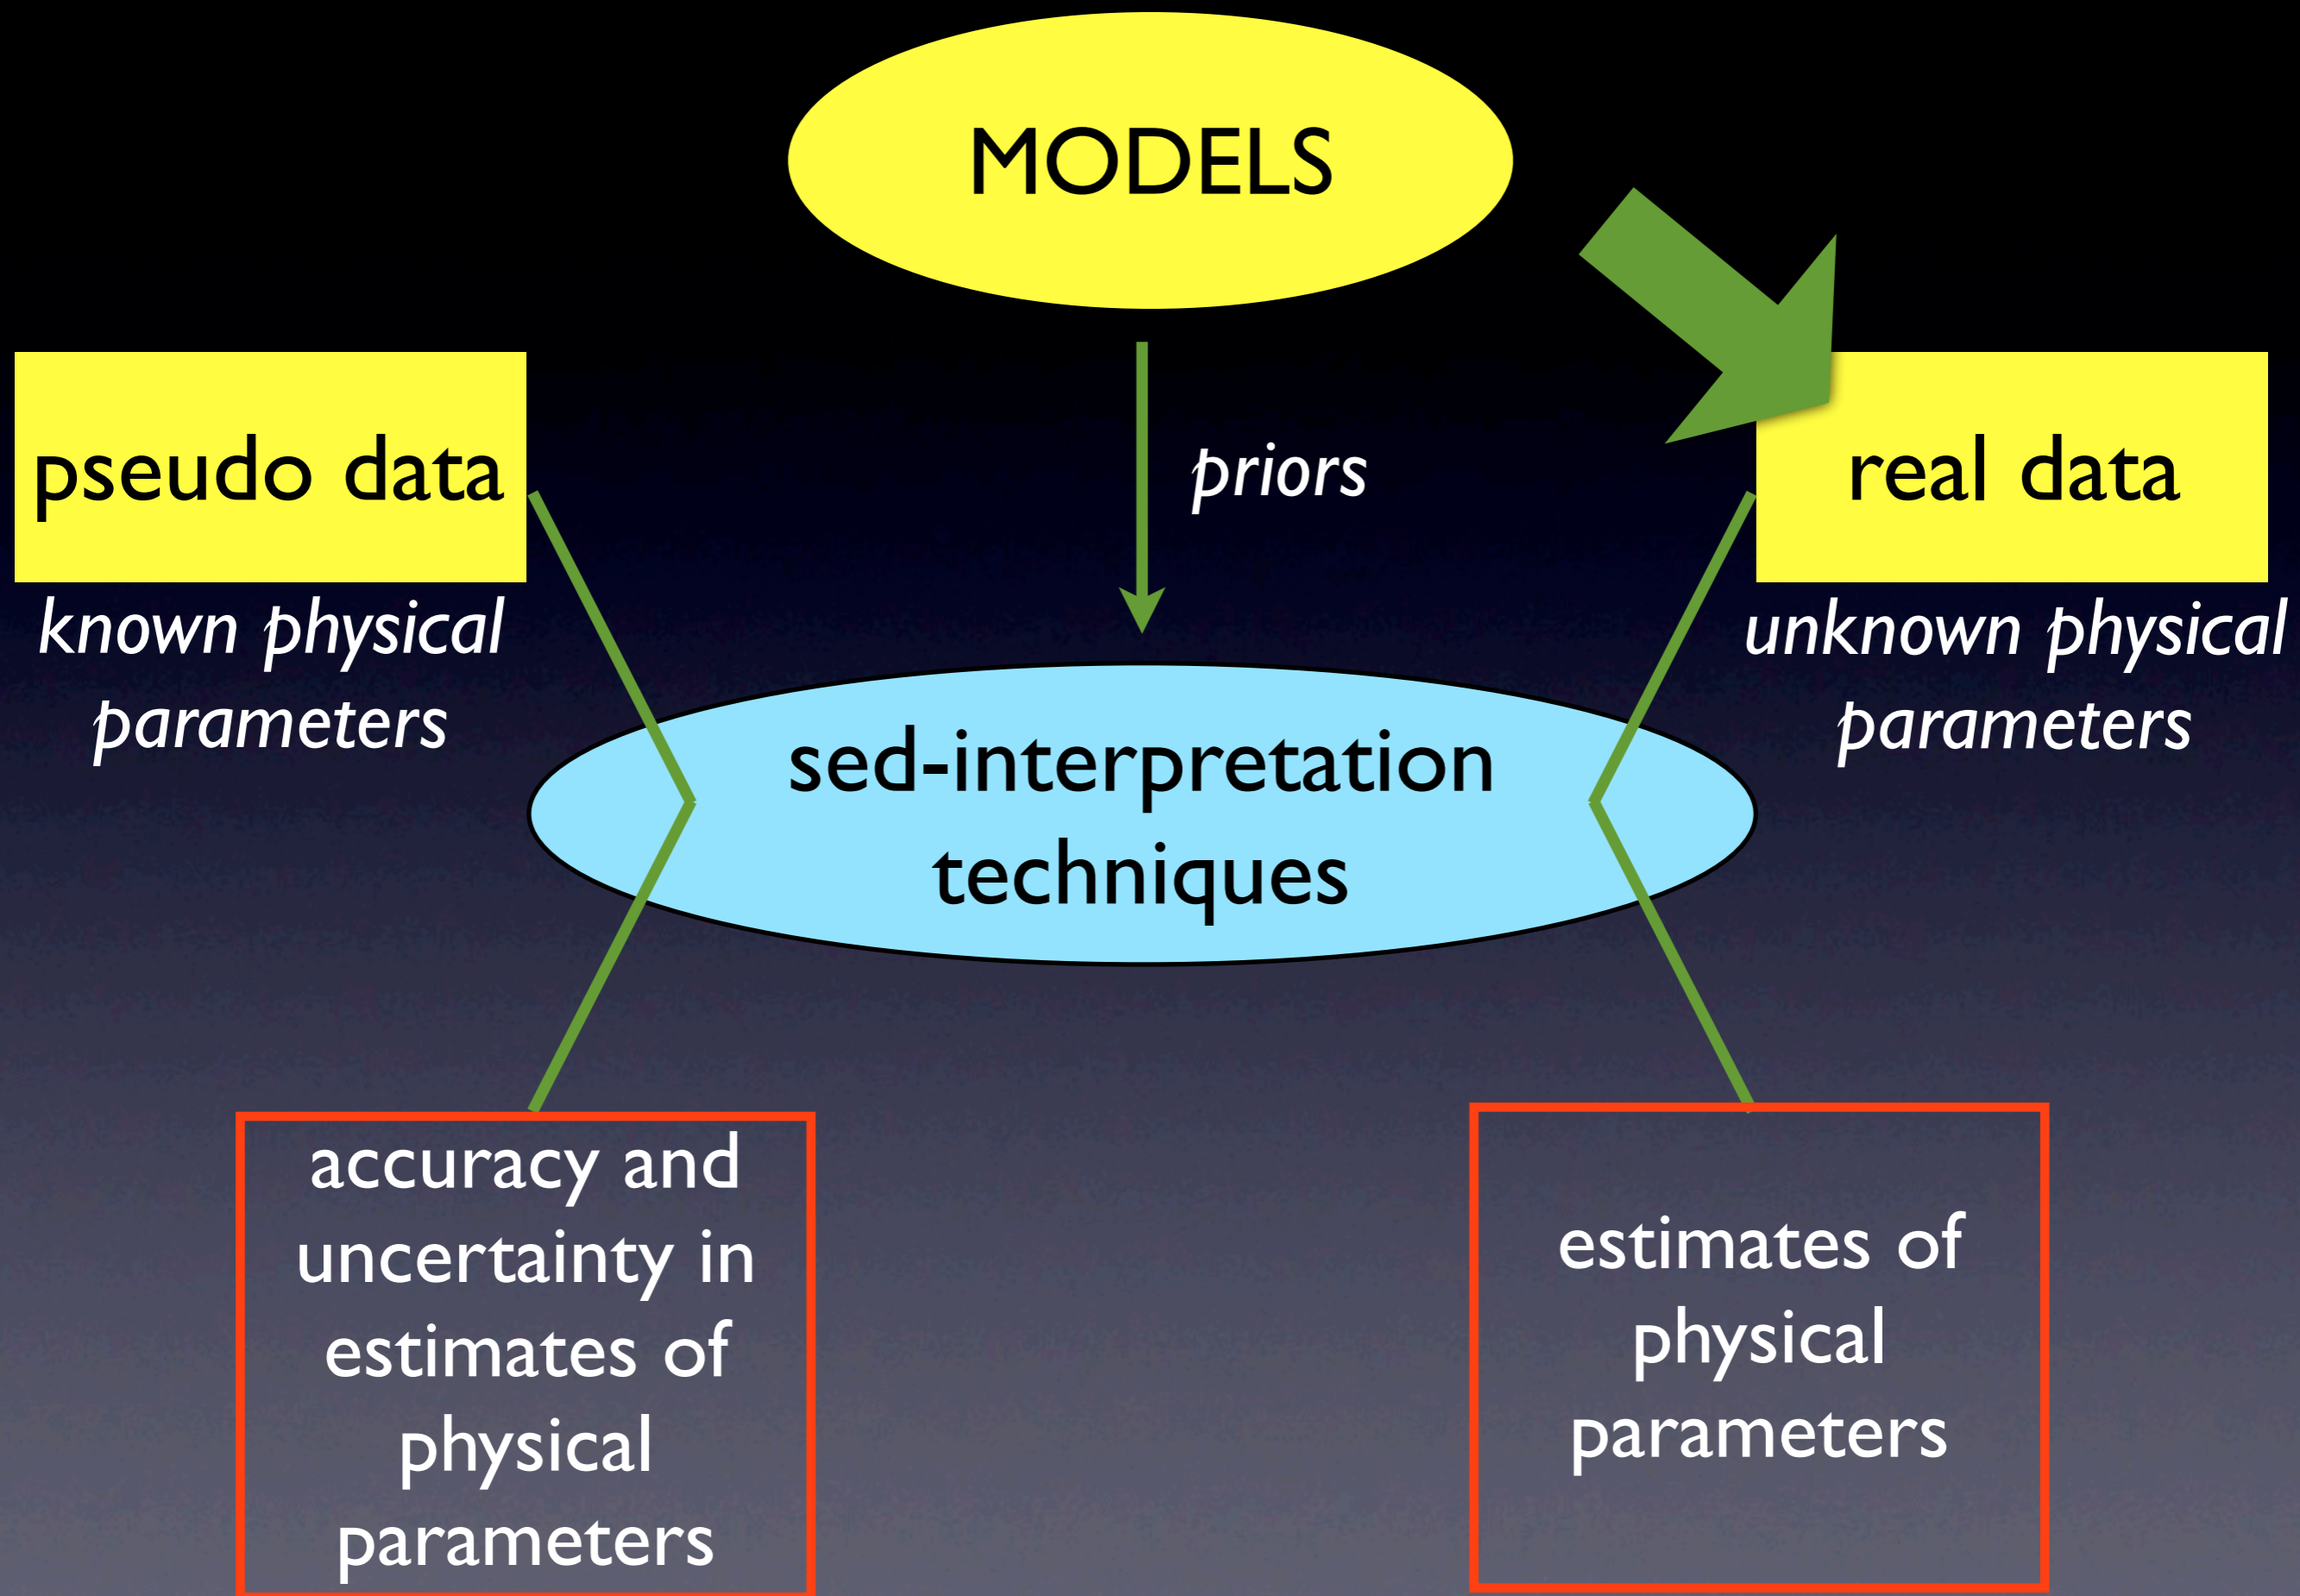 MODELS
pseudo data
known physical
parameters
priors
real data
unknown physical
parameters
sed-interpretation
techniques
accuracy and
uncertainty in
estimates of
physical
parameters
estimates of
physical
parameters